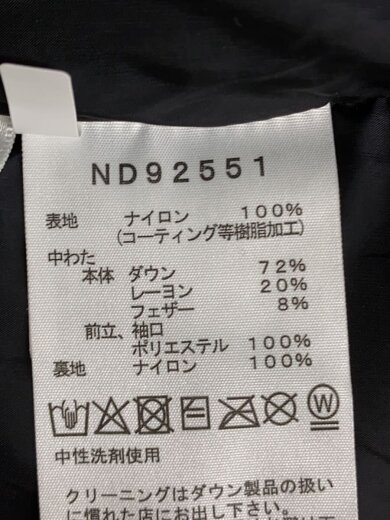 ND92551
表地 ナイロン 100%
(コーティング等樹脂加工)
中わた
本体 ダウン 72%
レーヨン 20%
フェザー 8%
前立、袖口
ポリエステル 100%
裏地 ナイロン 100%
W
中性洗剤使用
クリーニングはダウン製品の扱い
に慣れた店にお出し下さい。